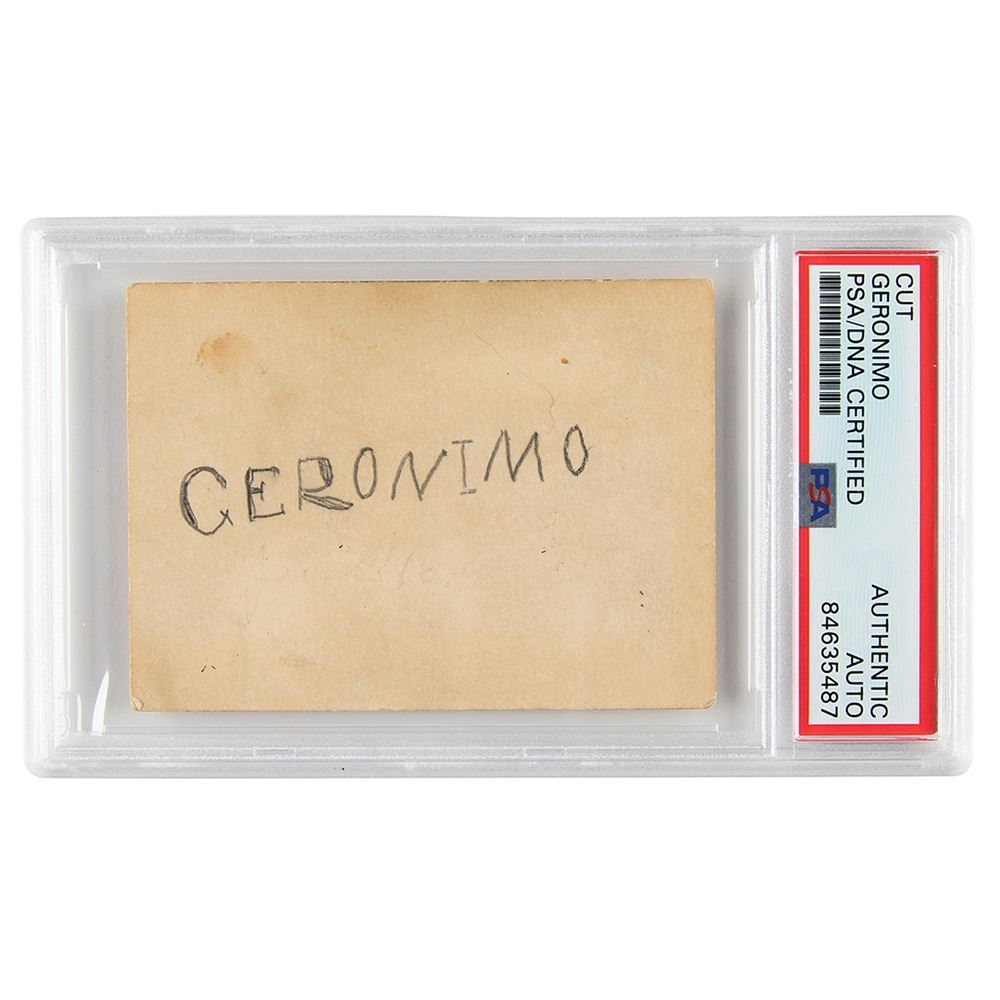 GERONIMO
CUT
GERONIMO
PSA/DNA CERTIFIED
PSA
AUTHENTIC
AUTO
84635487